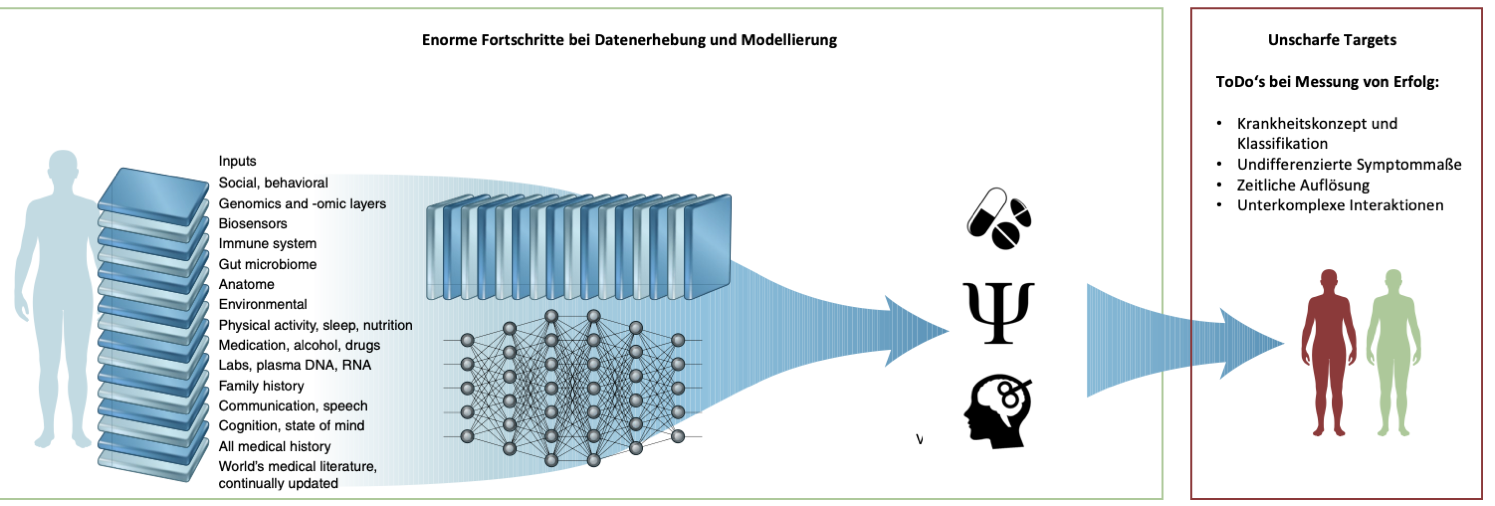 Enorme Fortschritte bei Datenerhebung und Modellierung
Inputs
Social, behavioral
Genomics and -omic layers
Biosensors
Immune system
Gut microbiome
Anatome
Environmental
Physical activity, sleep, nutrition
Medication, alcohol, drugs
Labs, plasma DNA, RNA
Family history
Communication, speech
Cognition, state of mind
All medical history
World’s medical literature,
continually updated
Ψ
Unscharfe Targets
ToDo‘s bei Messung von Erfolg:
• Krankheitskonzept und
Klassifikation
• Undifferenzierte Symptommaße
• Zeitliche Auflösung
• Unterkomplexe Interaktionen